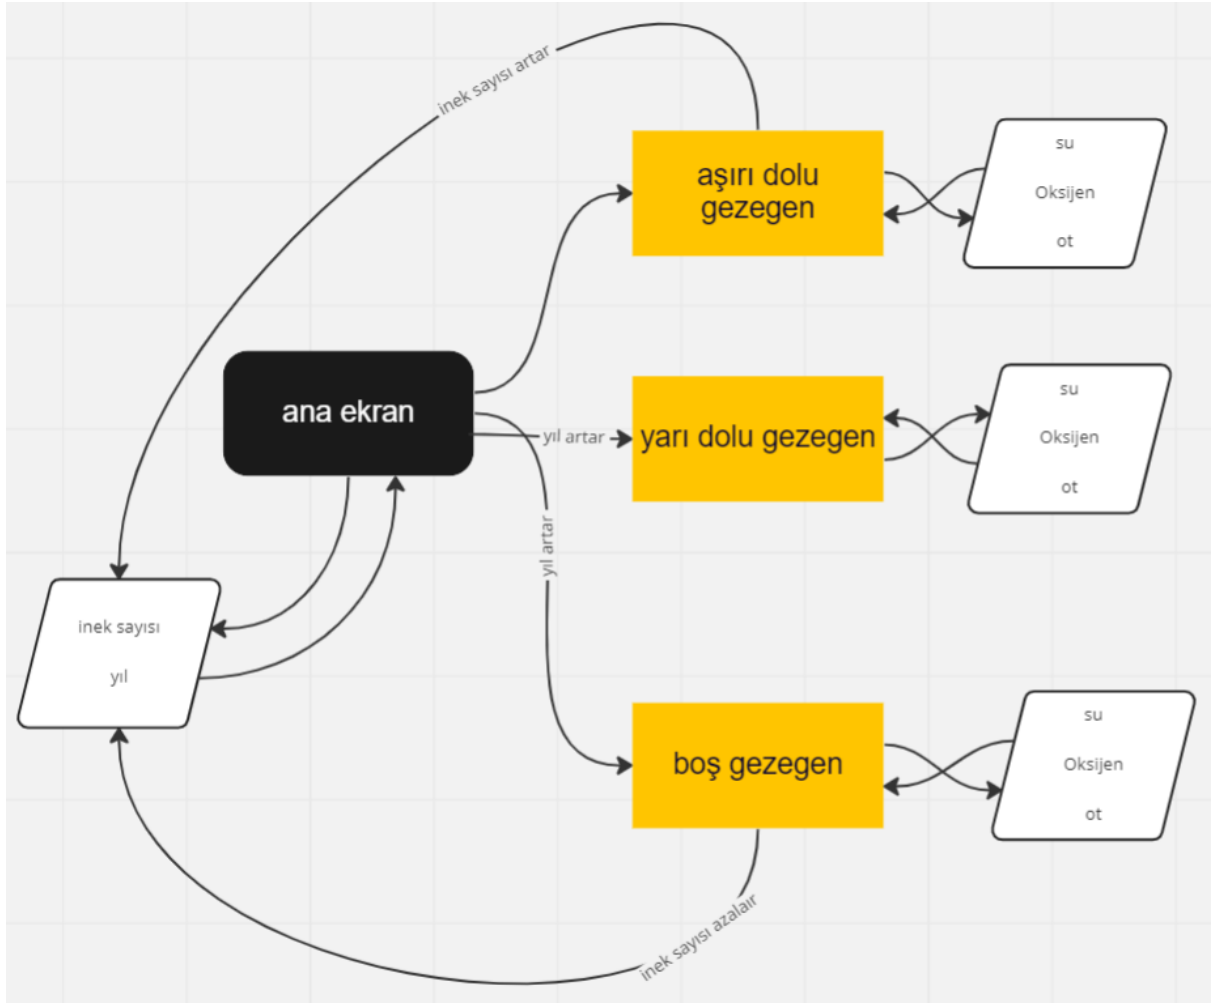 inek sayısı artar
aşırı dolu
gezegen
su
Oksijen
ot
ana ekran
yıl artar
yarı dolu gezegen
su
Oksijen
ot
yıl artar
inek sayısı
yıl
boş gezegen
su
Oksijen
ot
inek sayısı azalaır